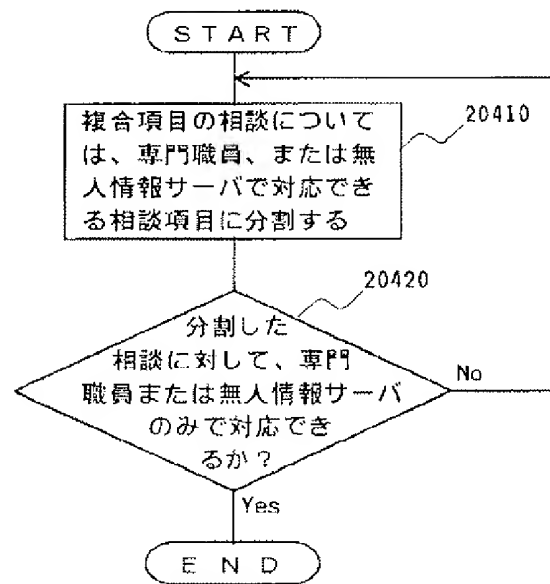 START
複合項目の相談について
は、専門職員、または無
人情報サーバで対応でき
る相談項目に分割する
20410
20420
分割した
相談に対して、専門
職員または無人情報サーバ
のみで対応でき
るか?
No
Yes
END